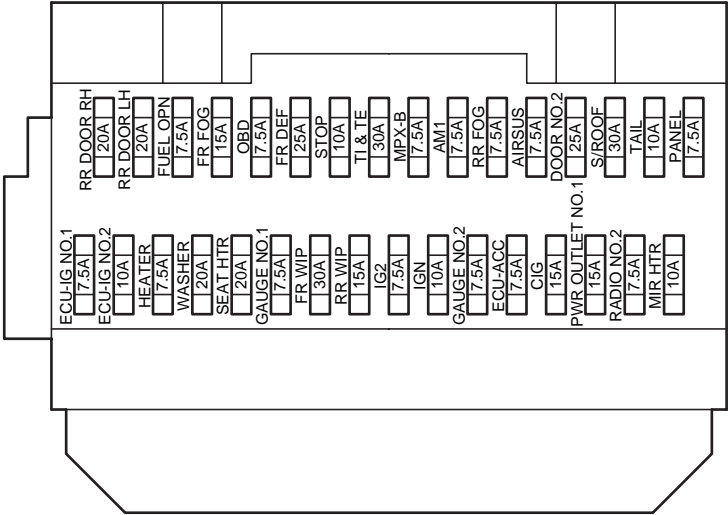 RR DOOR RH
20A
RR DOOR LH
20A
FUEL OPN
7.5A
FR FOG
15A
OBD
7.5A
FR DEF
25A
STOP
10A
TI & TE
30A
MPX-B
7.5A
AM1
7.5A
RR FOG
7.5A
AIRSUS
7.5A
DOOR NO.2
25A
S/ROOF
30A
TAIL
10A
PANEL
7.5A
ECU-IG NO.1
7.5A
ECU-IG NO.2
10A
HEATER
7.5A
WASHER
20A
SEAT HTR
20A
GAUGE NO.1
7.5A
FR WIP
30A
RR WIP
15A
IG2
7.5A
IGN
10A
GAUGE NO.2
7.5A
ECU-ACC
7.5A
CIG
15A
PWR OUTLET NO.1
15A
RADIO NO.2
7.5A
MIR HTR
10A